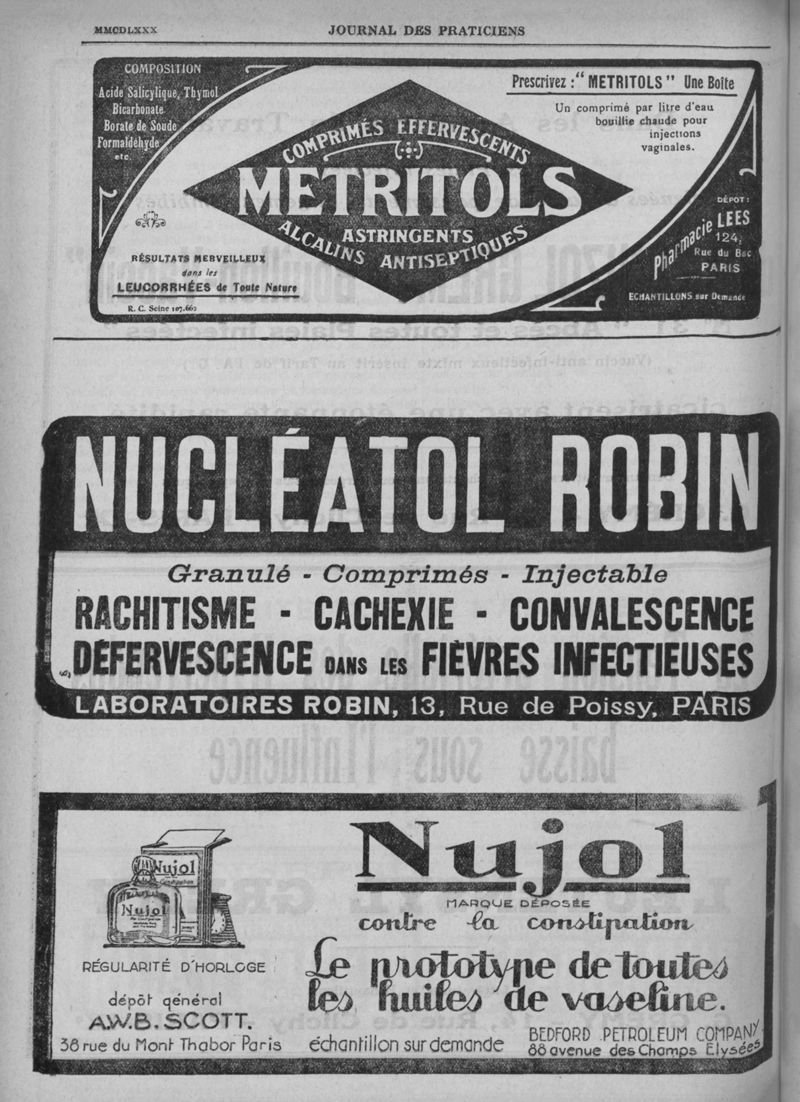 MMCDLXXX
JOURNAL DES PRATICIENS
COMPOSITION
Acide Salicylique, Thymol
Bicarbonate
Borate de Soude
Formaldéhyde
etc.
Prescrivez : "METRITOLS" Une Boîte
Un comprimé par litre d'eau
bouillie chaude pour
injections
vaginales.
COMPRIMÉS EFFERVESCENTS
METRITOLS
ASTRINGENTS
ALCALINS ANTISEPTIQUES
RÉSULTATS MERVEILLEUX
dans les
LEUCORRHÉES de Toute Nature
R. C. Seine 107.662
DÉPOT :
Pharmacie LEES
124,
Rue du Bac
PARIS
ECHANTILLONS sur Demande
NUCLÉATOL ROBIN
Granulé - Comprimés - Injectable
RACHITISME - CACHEXIE - CONVALESCENCE
DÉFERVESCENCE DANS LES FIÈVRES INFECTIEUSES
LABORATOIRES ROBIN, 13, Rue de Poissy, PARIS
Nujol
Nujol
Nujol
MARQUE DÉPOSÉE
contre la constipation
RÉGULARITÉ D'HORLOGE
Le prototype de toutes
les huiles de vaseline.
dépôt général
A.W.B. SCOTT.
38 rue du Mont Thabor Paris
échantillon sur demande
BEDFORD PETROLEUM COMPANY
88 avenue des Champs Elysées